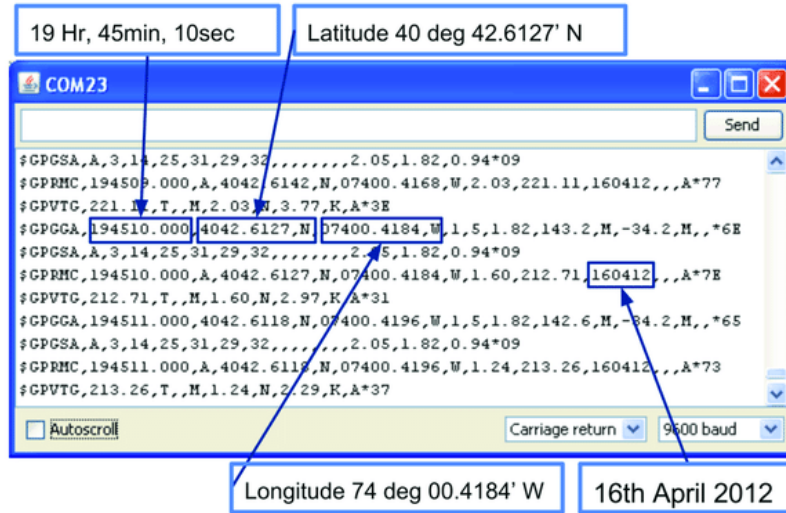 19 Hr, 45min, 10sec
Latitude 40 deg 42.6127’ N
COM23
Send
$GPGSA,A,3,14,25,31,29,32,,,,,,,,2.05,1.82,0.94*09
$GPRMC,194509.000,A,4042.6142,N,07400.4168,W,2.03,221.11,160412,,,A*77
$GPVTG,221.11,T,,M,2.03,N,3.77,K,A*3E
$GPGGA,194510.000,4042.6127,N,07400.4184,W,1,5,1.82,143.2,M,-34.2,M,,*6E
$GPGSA,A,3,14,25,31,29,32,,,,,,,,2.05,1.82,0.94*09
$GPRMC,194510.000,A,4042.6127,N,07400.4184,W,1.60,212.71,160412,,,A*7E
$GPVTG,212.71,T,,M,1.60,N,2.97,K,A*31
$GPGGA,194511.000,4042.6118,N,07400.4196,W,1,5,1.82,142.6,M,-34.2,M,,*65
$GPGSA,A,3,14,25,31,29,32,,,,,,,,2.05,1.82,0.94*09
$GPRMC,194511.000,A,4042.6118,N,07400.4196,W,1.24,213.26,160412,,,A*73
$GPVTG,213.26,T,,M,1.24,N,2.29,K,A*37
Autoscroll
Carriage return
9600 baud
Longitude 74 deg 00.4184’ W
16th April 2012